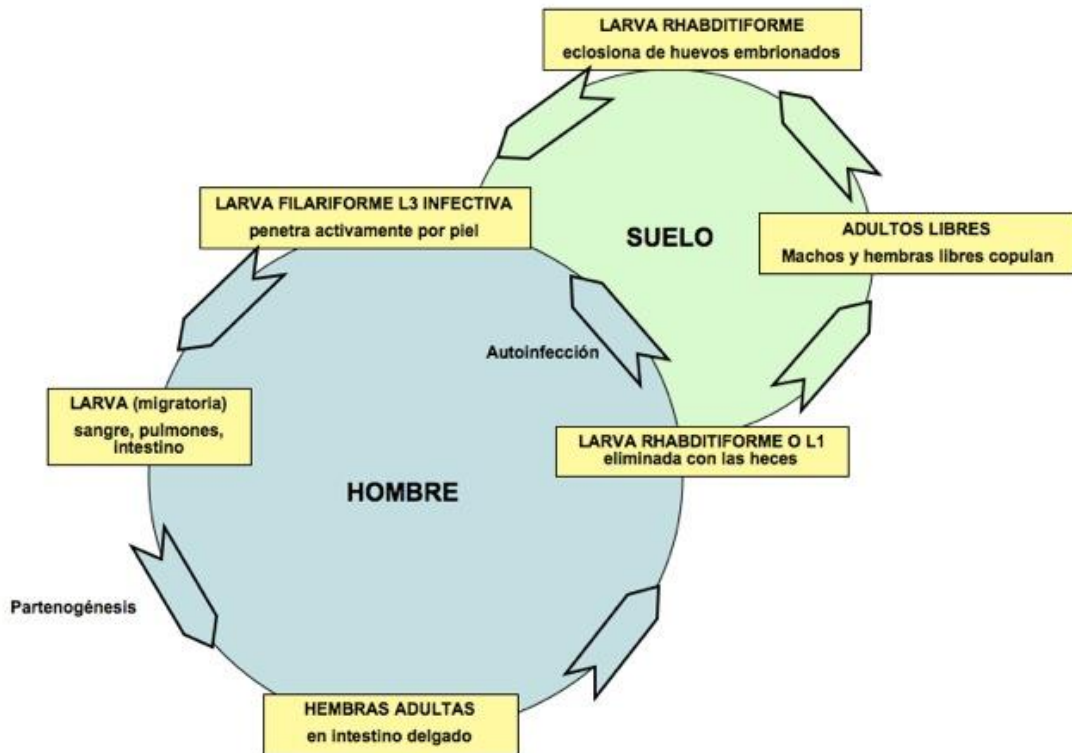 LARVA RHABDITIFORME
eclosiona de huevos embrionados
LARVA FILARIFORME L3 INFECTIVA
penetra activamente por piel
SUELO
ADULTOS LIBRES
Machos y hembras libres copulan
Autoinfección
LARVA (migratoria)
sangre, pulmones,
intestino
LARVA RHABDITIFORME O L1
eliminada con las heces
HOMBRE
Partenogénesis
HEMBRAS ADULTAS
en intestino delgado